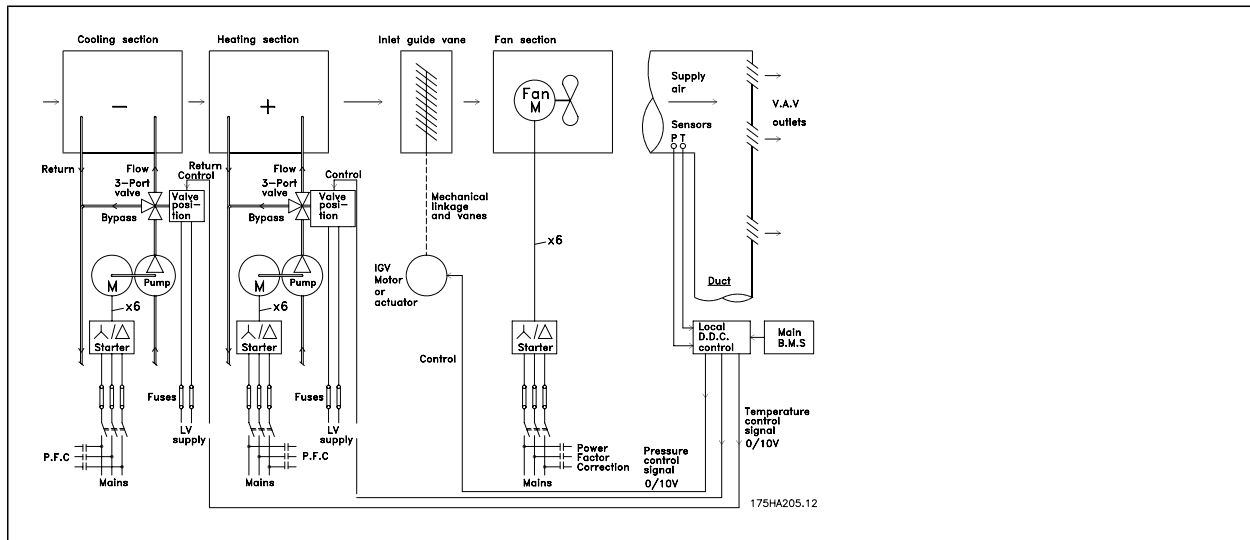 Cooling section
Heating section
Inlet guide vane
Fan section
−
+
Fan
M
Supply
air
V.A.V
outlets
Sensors
P T
Return
Flow
3-Port
valve
Bypass
Return
Control
Valve
posi-
tion
Flow
3-Port
valve
Bypass
Control
Valve
posi-
tion
Mechanical
linkage
and vanes
x6
IGV
Motor
or
actuator
M
Pump
x6
M
Pump
x6
Duct
Starter
Starter
Starter
Local
D.D.C.
control
Main
B.M.S
Control
Fuses
LV
supply
Fuses
LV
supply
P.F.C
Mains
P.F.C
Mains
Power
Factor
Correction
Mains
Pressure
control
signal
0/10V
Temperature
control
signal
0/10V
175HA205.12